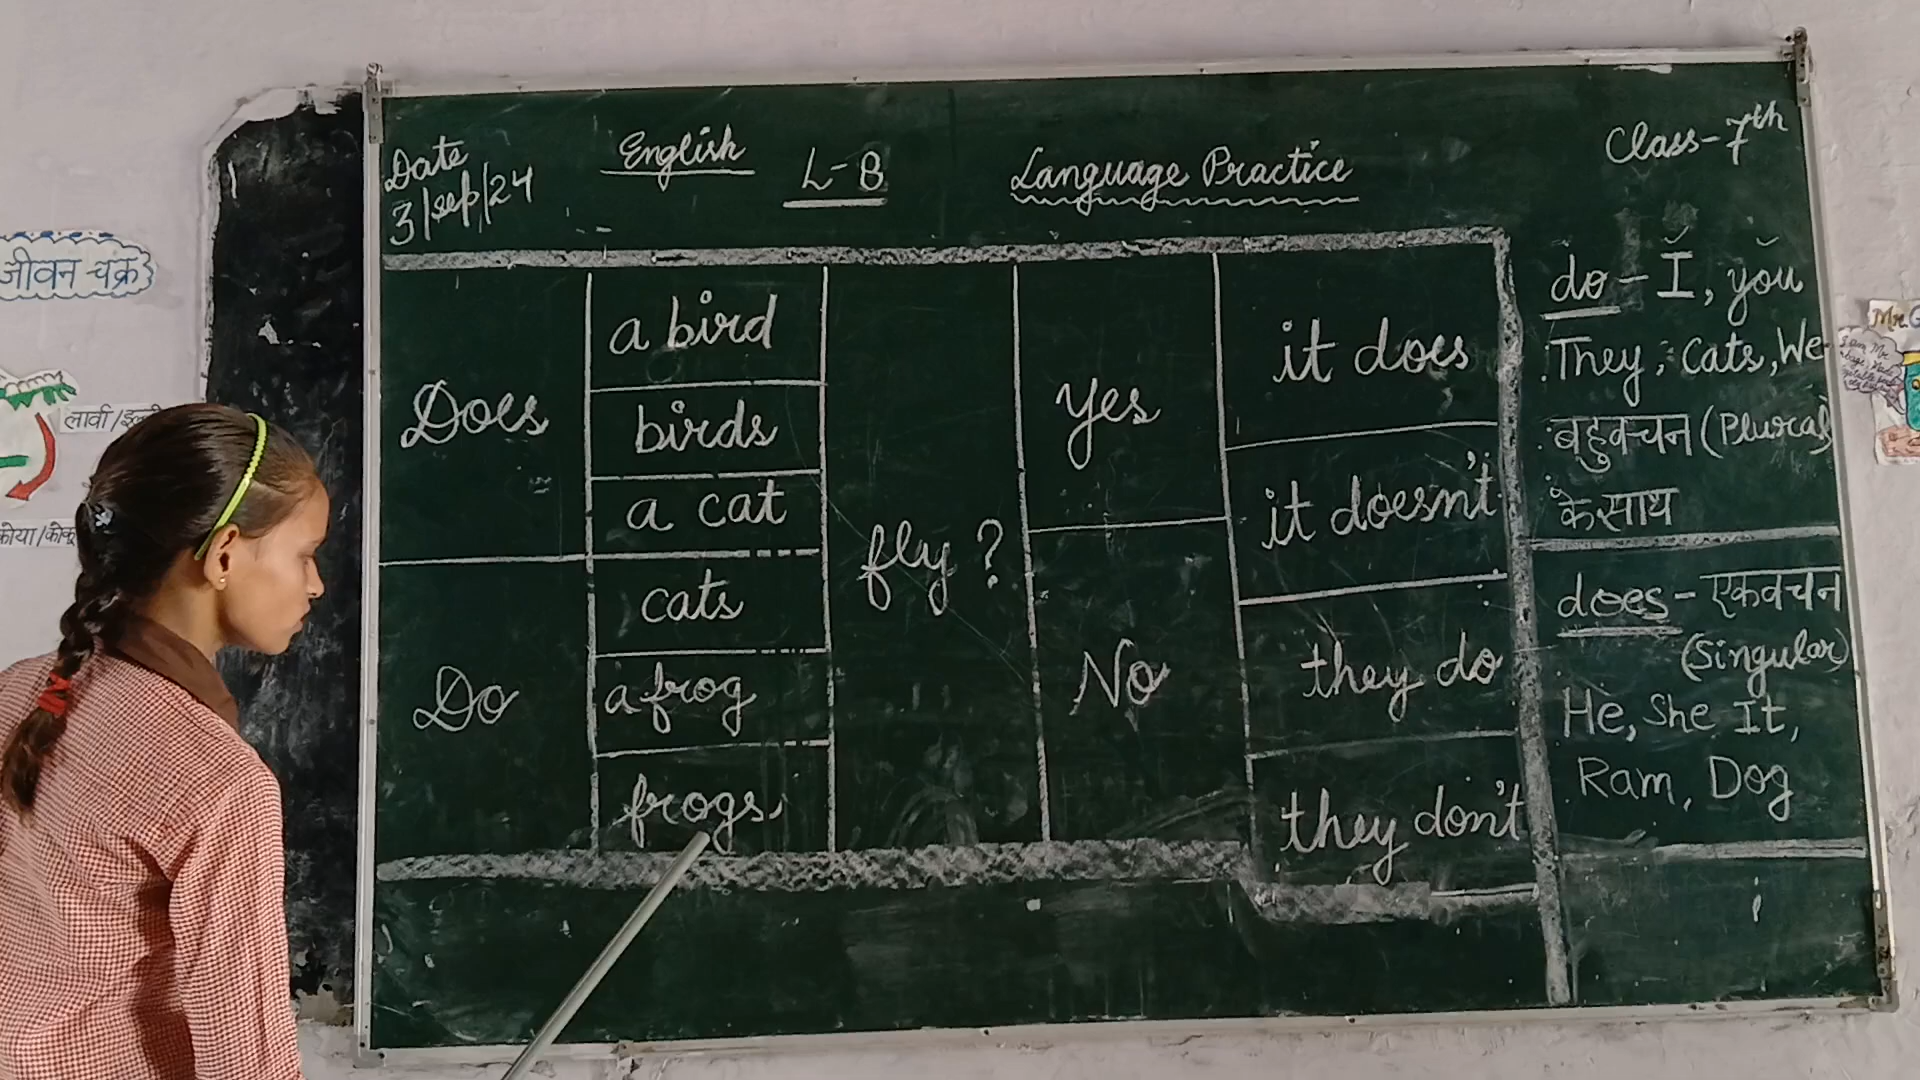 Date
3/sep/24
English
L-8
Language Practice
Class-7th
Does
Do
a bird
birds
a cat
cats
a frog
frogs
fly ?
Yes
No
it does
it doesn't
they do
they don't
do - I, you
They, Cats, We
बहुवचन (Plural)
के साथ
does - एकवचन
(Singular)
He, She It,
Ram, Dog
जीवन चक्र
लार्वा/
कोया/
Mr.